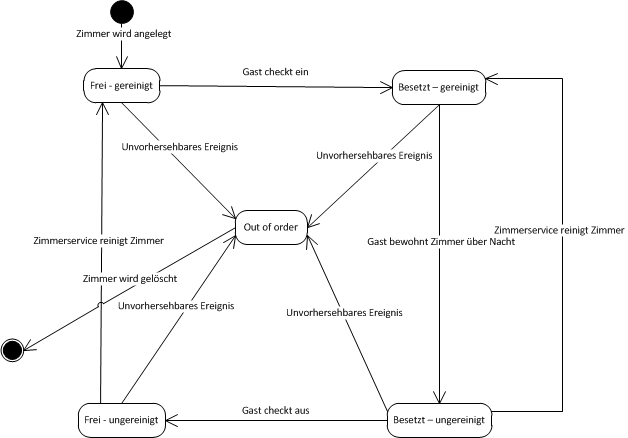 Zimmer wird angelegt
Gast checkt ein
Frei - gereinigt
Besetzt – gereinigt
Unvorhersehbares Ereignis
Unvorhersehbares Ereignis
Out of order
Zimmerservice reinigt Zimmer
Zimmerservice reinigt Zimmer
Gast bewohnt Zimmer über Nacht
Zimmer wird gelöscht
Unvorhersehbares Ereignis
Unvorhersehbares Ereignis
Gast checkt aus
Frei - ungereinigt
Besetzt – ungereinigt